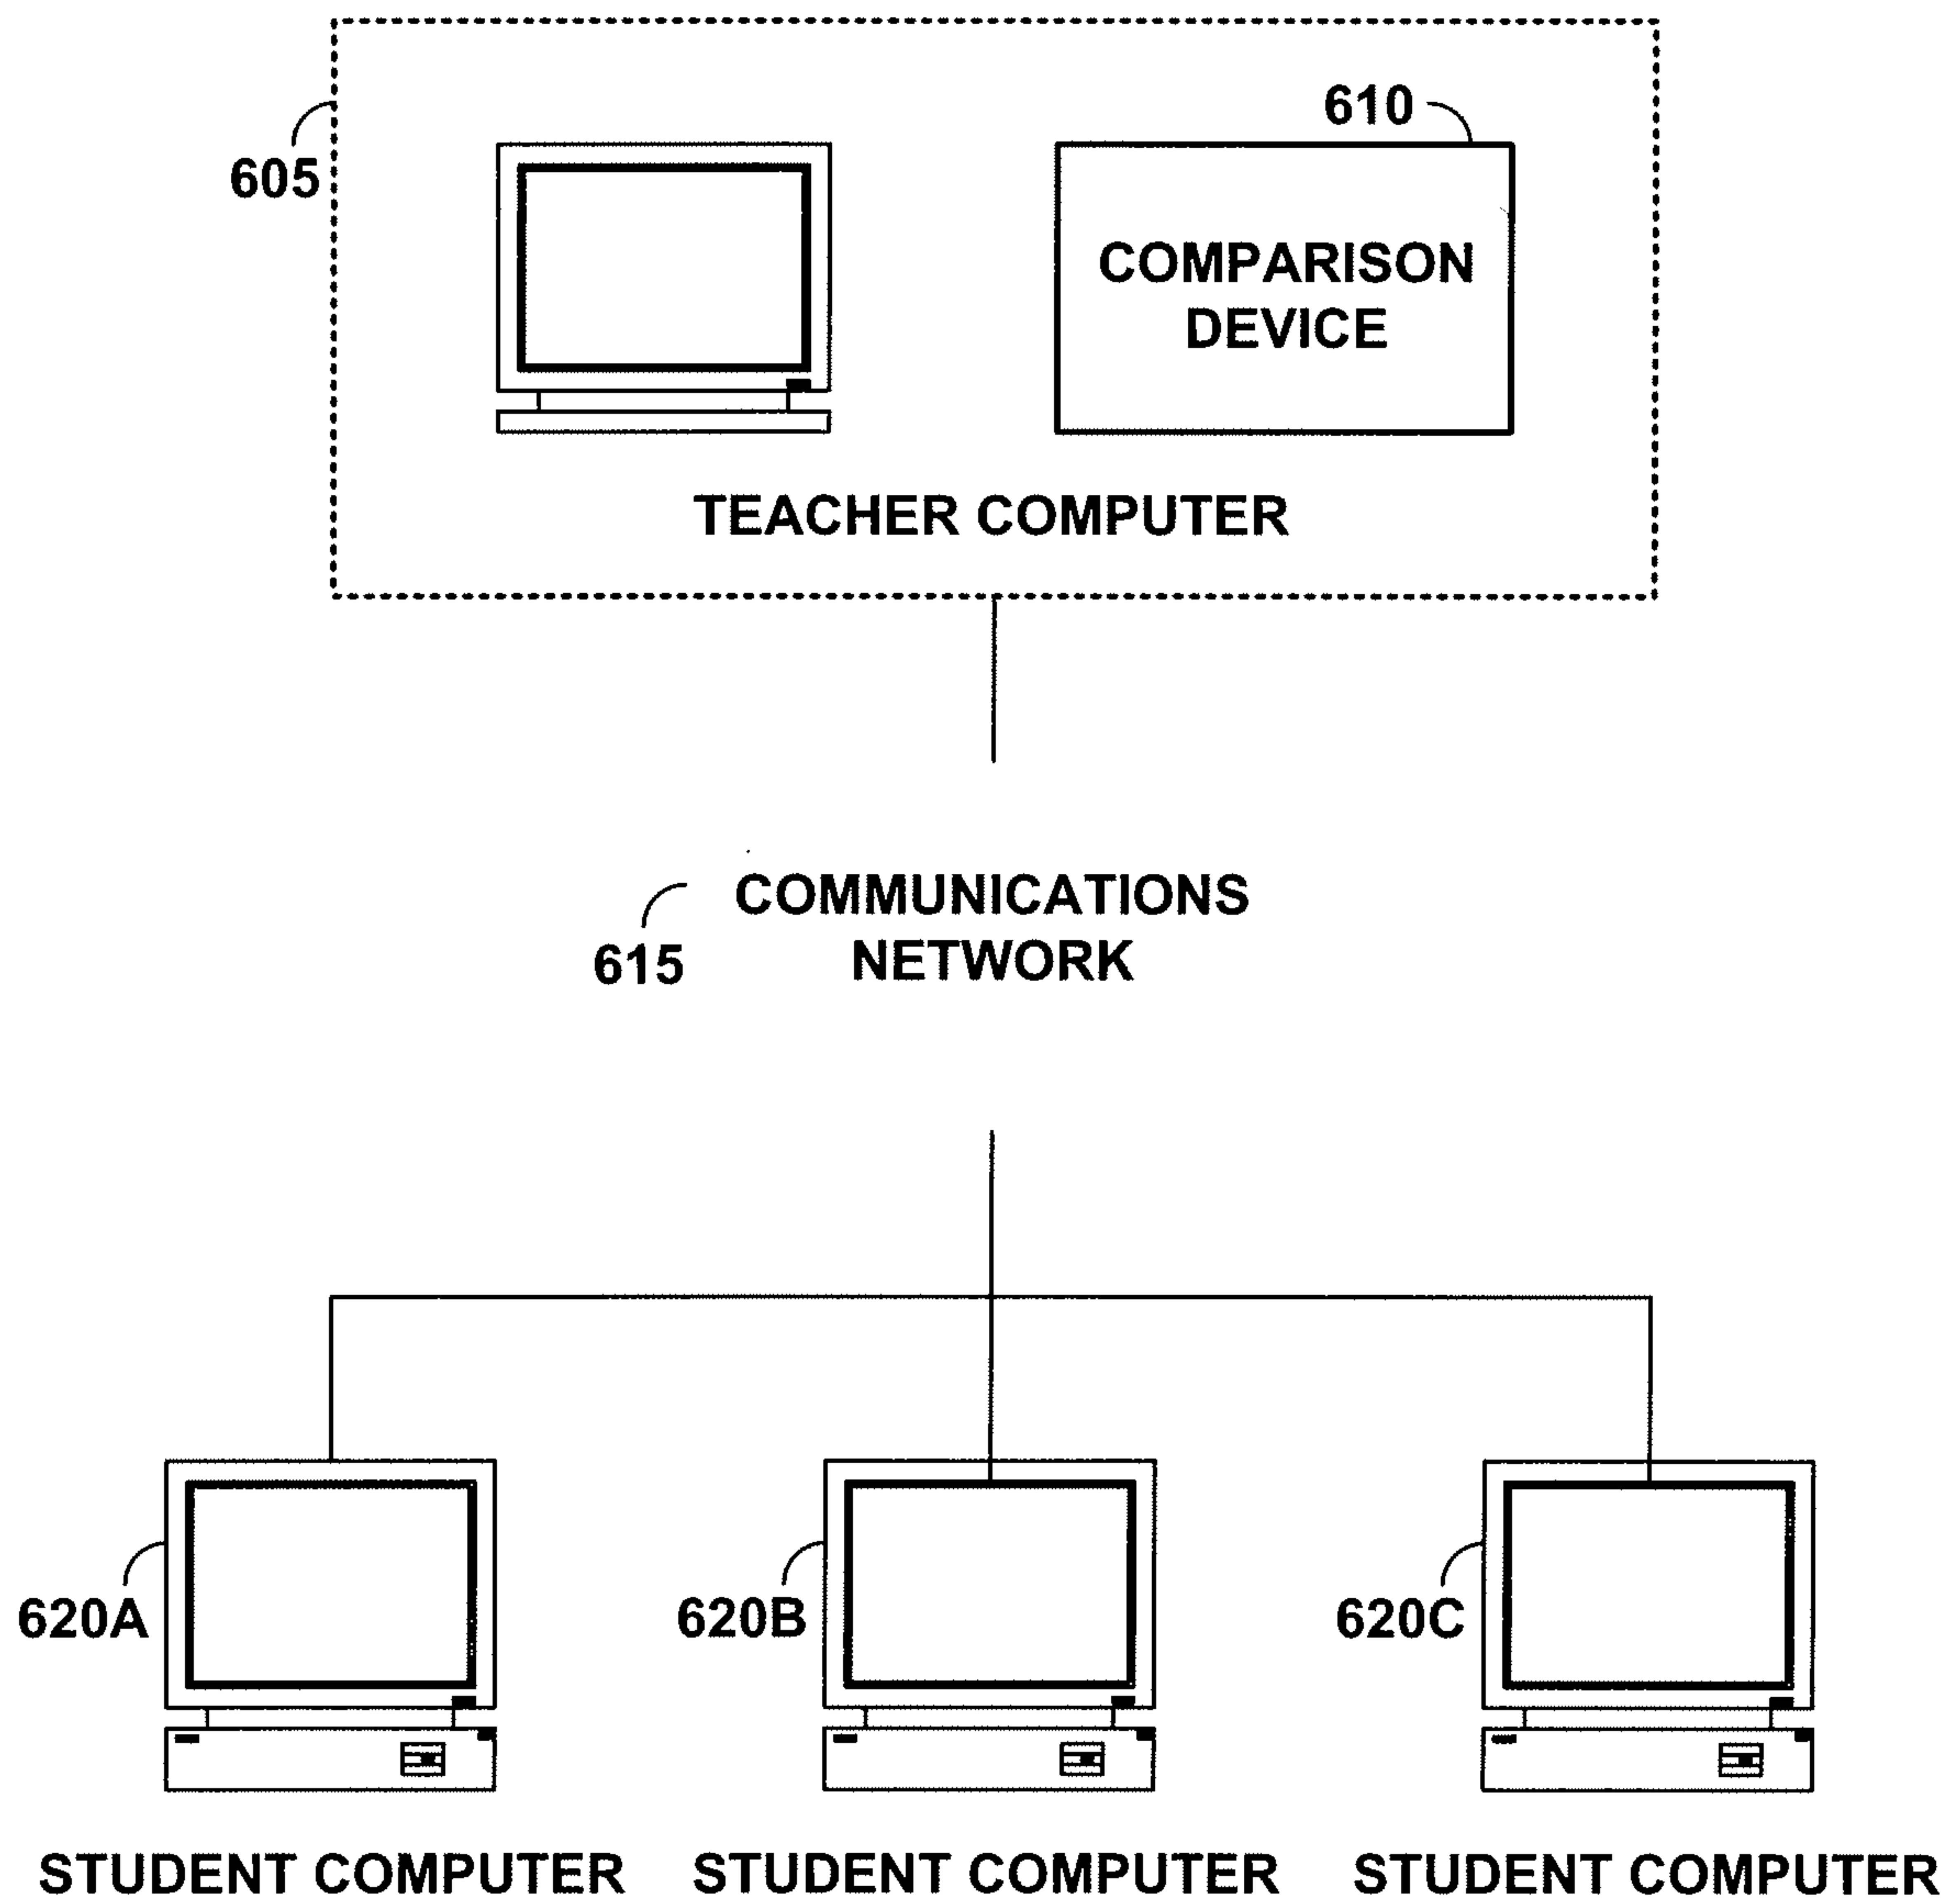 610
605
COMPARISON
DEVICE
TEACHER COMPUTER
COMMUNICATIONS
615
NETWORK
620A
620B
620C
STUDENT COMPUTER
STUDENT COMPUTER
STUDENT COMPUTER